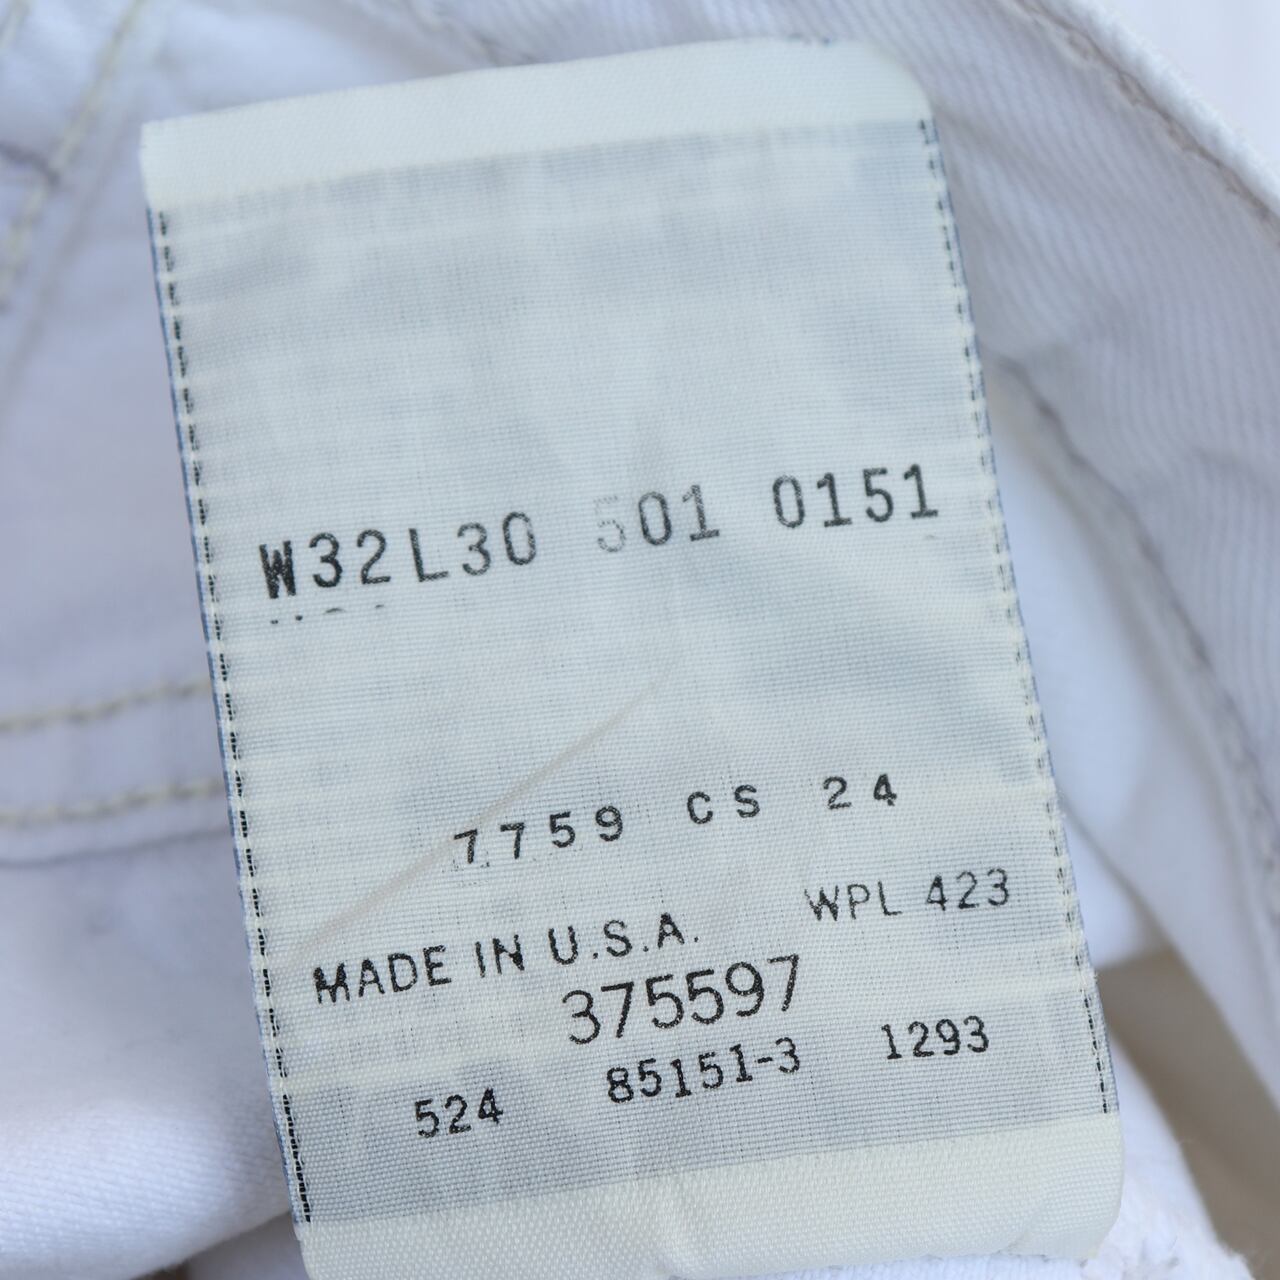 W32L30 501 0151
7759 CS 24
WPL 423
MADE IN U.S.A.
375597
524 85151-3 1293